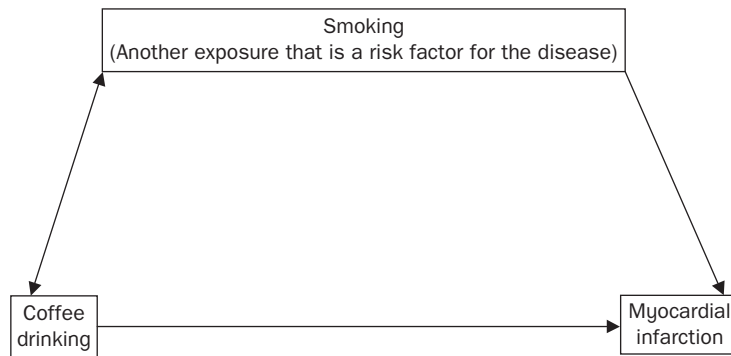 Smoking
(Another exposure that is a risk factor for the disease)
Coffee
drinking
Myocardial
infarction